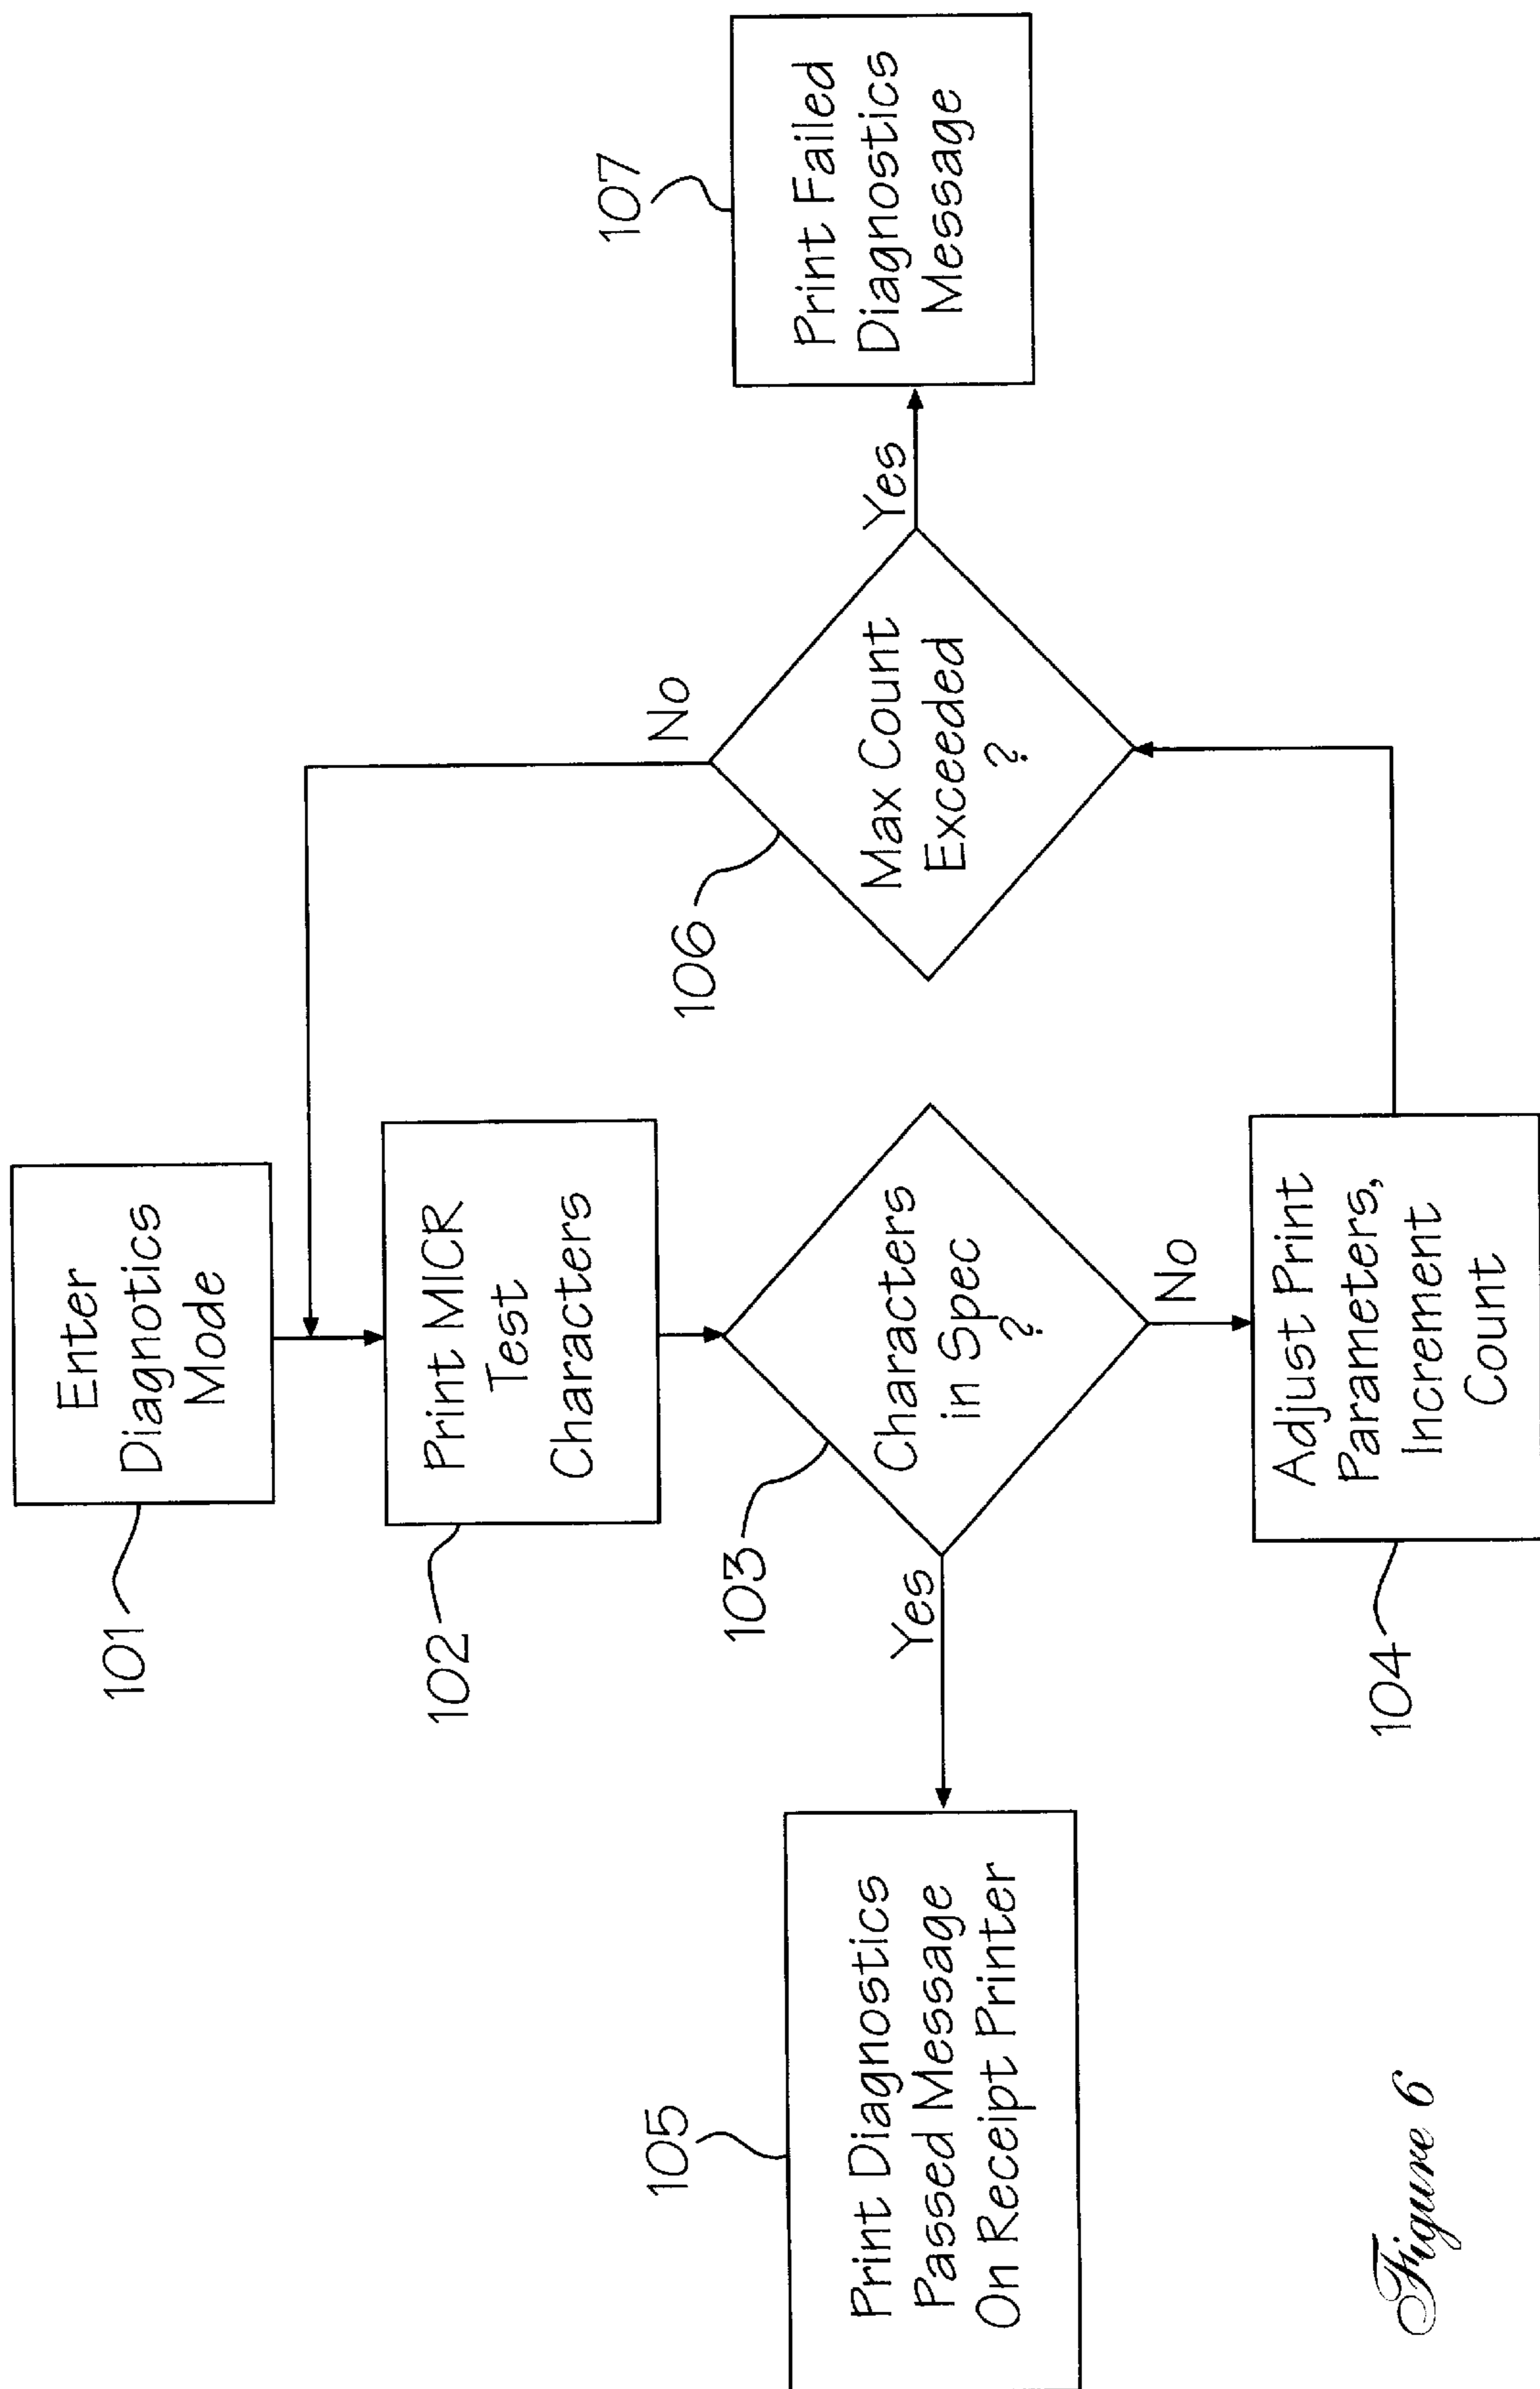 101
Enter
Diagnotics
Mode
102
Print MICR
Test
Characters
103
Characters
in Spec
?
Yes
No
105
Print Diagnostics
Passed Message
On Receipt Printer
104
Adjust Print
Parameters,
Increment
Count
106
Max Count
Exceeded
?
No
Yes
107
Print Failed
Diagnostics
Message
Figure 6